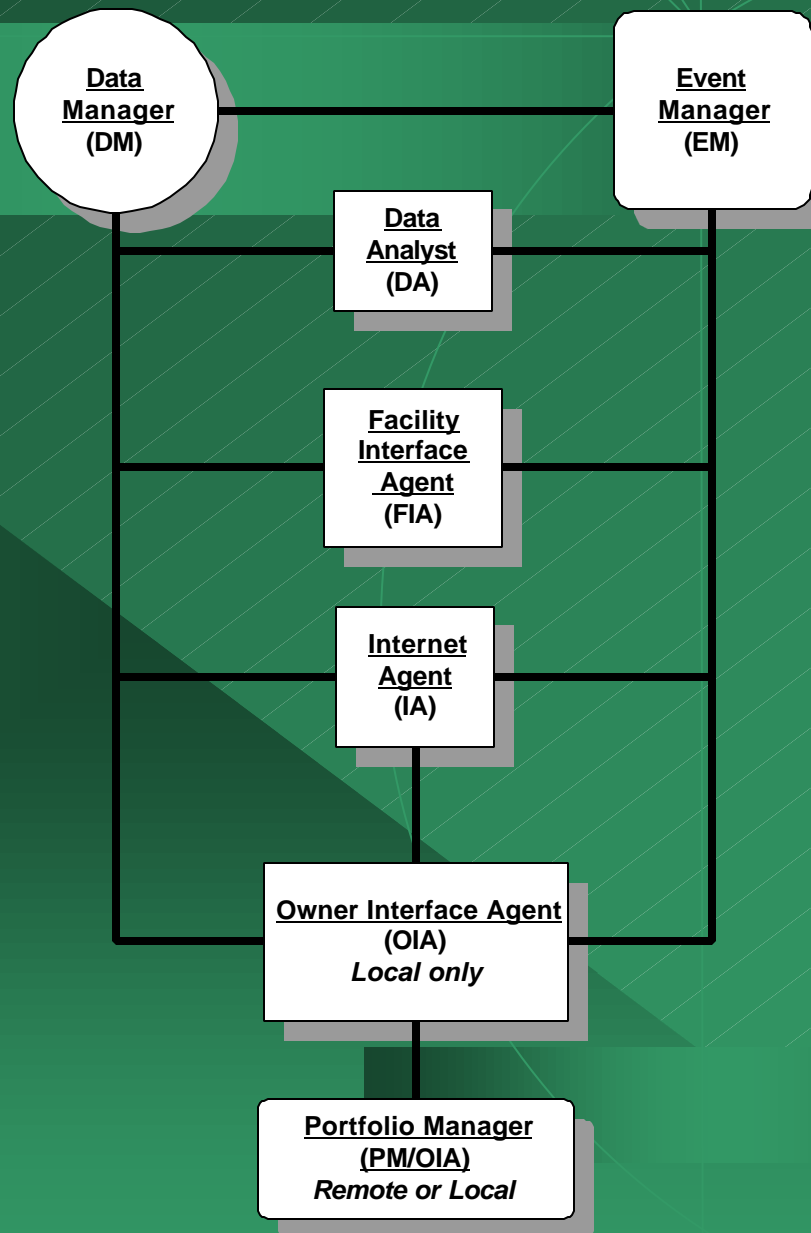 Data
Manager
(DM)
Event
Manager
(EM)
Data
Analyst
(DA)
Facility
Interface
Agent
(FIA)
Internet
Agent
(IA)
Owner Interface Agent
(OIA)
Local only
Portfolio Manager
(PM/OIA)
Remote or Local